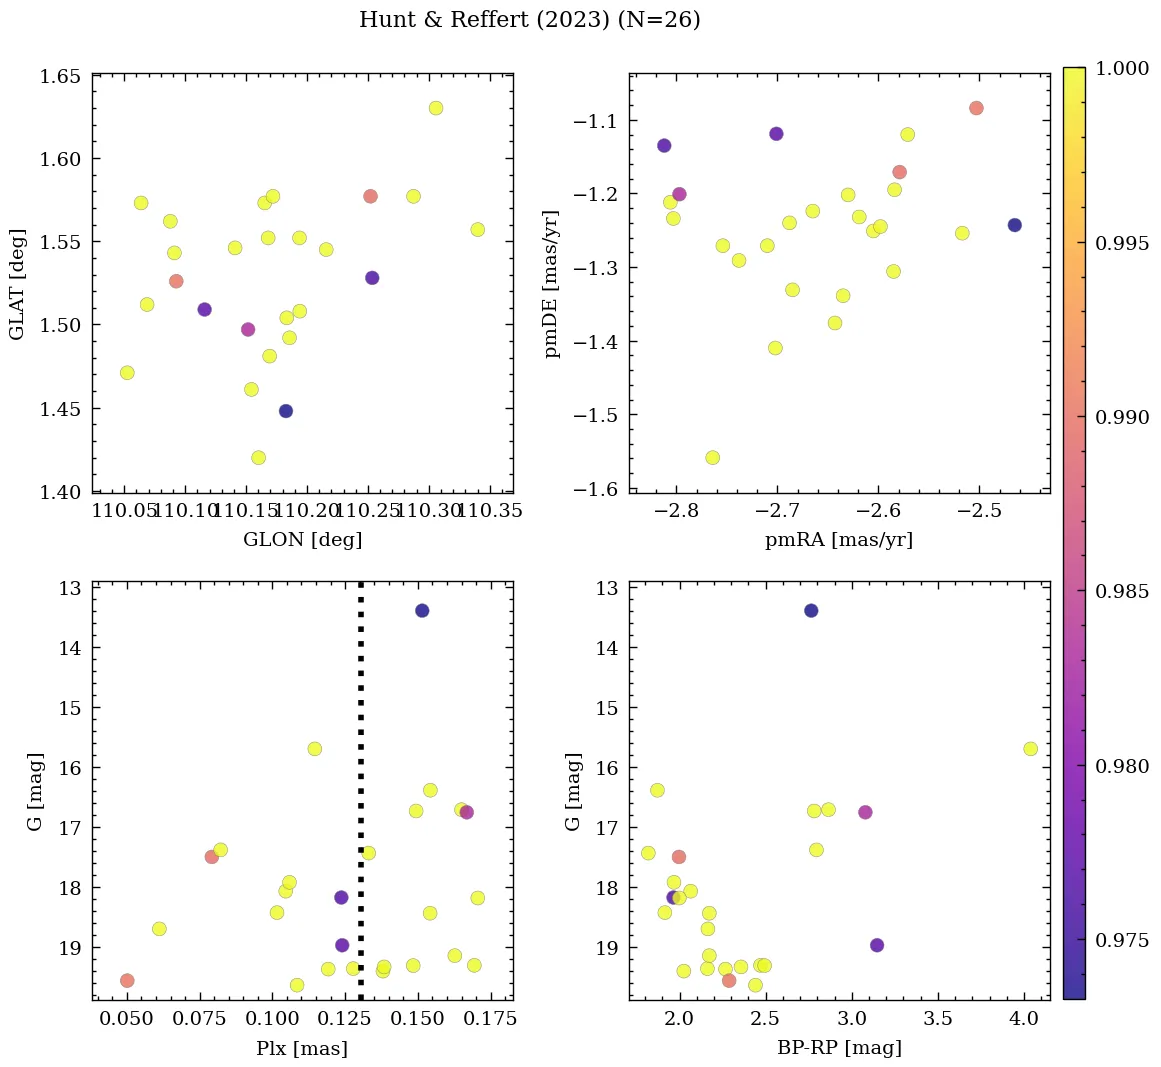 Hunt & Reffert (2023) (N=26)
1.65
1.60
1.55
1.50
1.45
1.40
GLAT [deg]
110.05 110.10 110.15 110.20 110.25 110.30 110.35
GLON [deg]
−1.1
−1.2
−1.3
−1.4
−1.5
−1.6
pmDE [mas/yr]
−2.8 −2.7 −2.6 −2.5
pmRA [mas/yr]
13
14
15
16
17
18
19
G [mag]
0.050 0.075 0.100 0.125 0.150 0.175
Plx [mas]
13
14
15
16
17
18
19
G [mag]
2.0 2.5 3.0 3.5 4.0
BP-RP [mag]
1.000
0.995
0.990
0.985
0.980
0.975